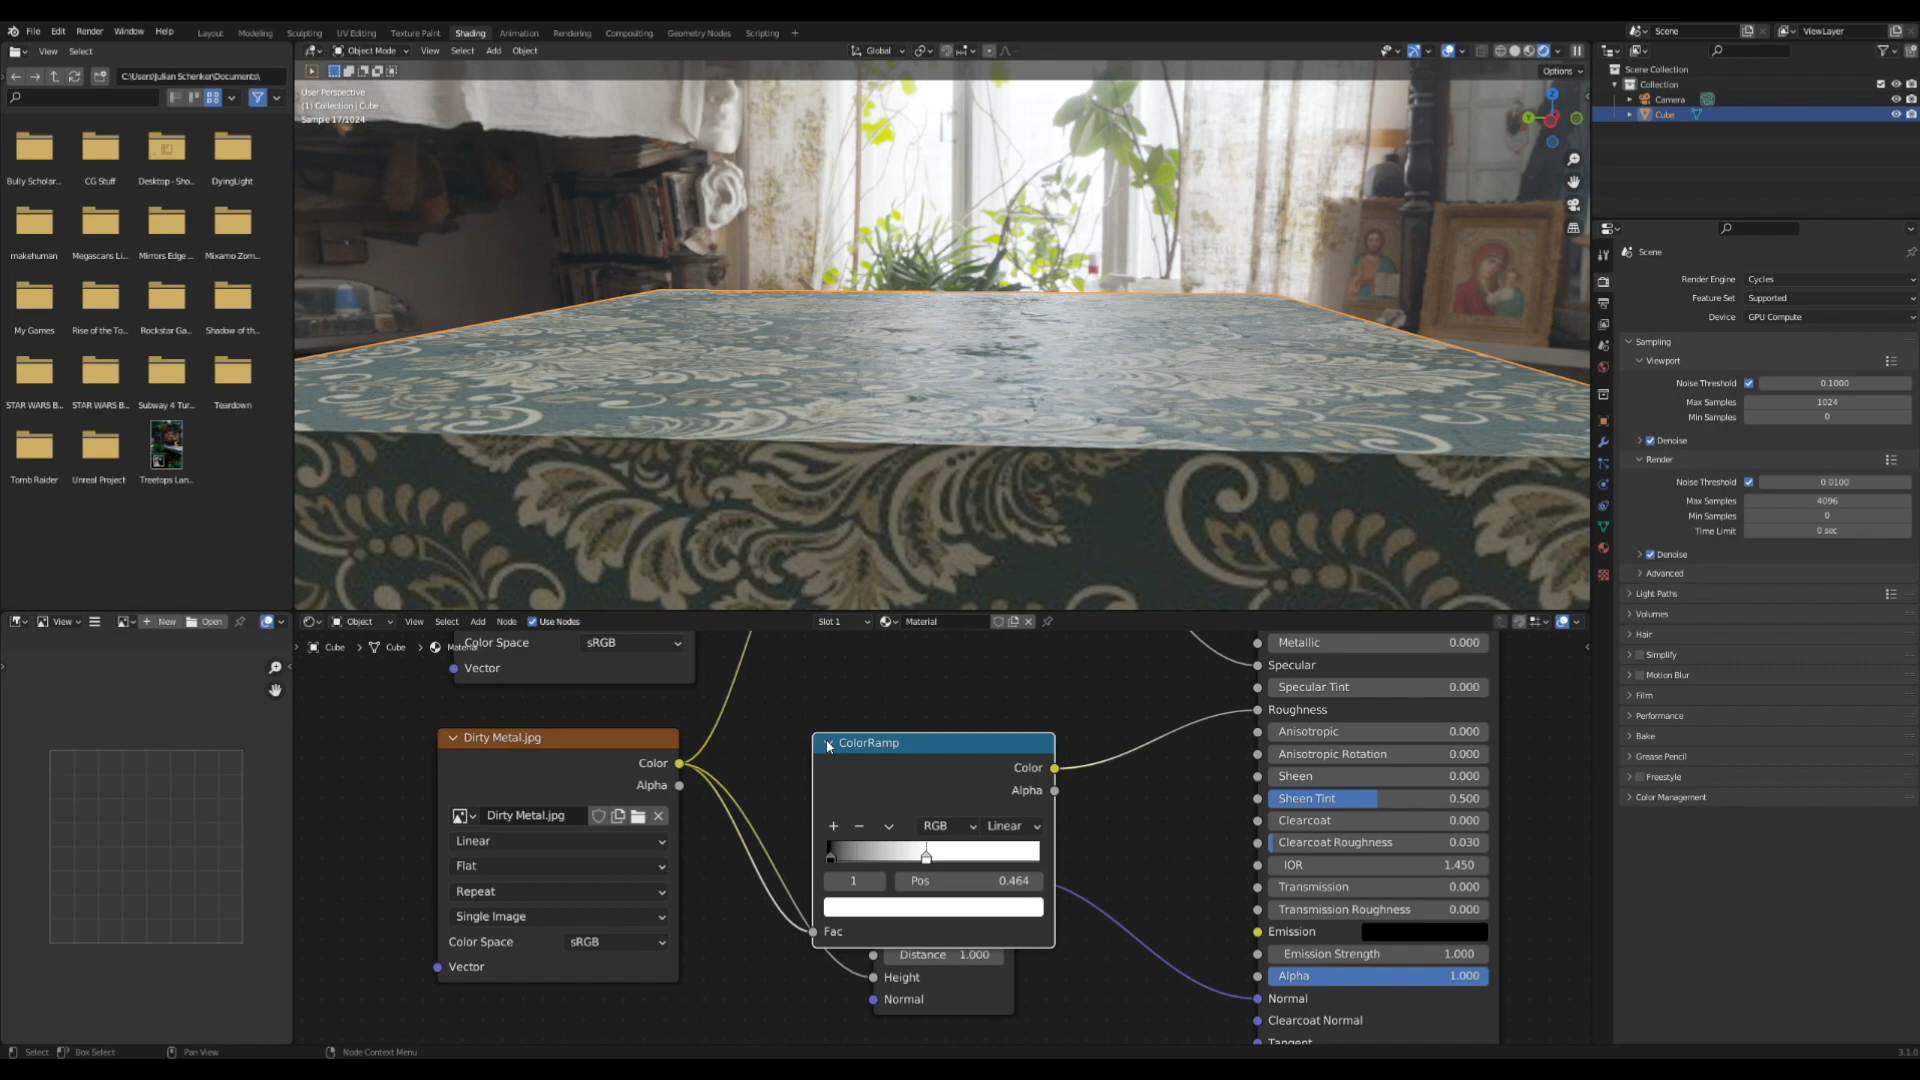 File Edit Render Window Help
Layout Modeling Sculpting UV Editing Texture Paint Shading Animation Rendering Compositing Geometry Nodes Scripting +
Scene
ViewLayer
View Select
Object Mode View Select Add Object
Global
C:\Users\Julian Schenker\Documents\
Options
User Perspective
(1) Collection | Cube
Sample 17/1024
Bully Scholar... CG Stuff Desktop - Sho... DyingLight
makehuman Megascans Li... Mirrors Edge ... Mixamo Zom...
My Games Rise of the To... Rockstar Ga... Shadow of th...
STAR WARS B... STAR WARS B... Subway 4 Tur... Teardown
Tomb Raider Unreal Project Treetops Lan...
Scene Collection
Collection
Camera
Cube
Scene
Render Engine Cycles
Feature Set Supported
Device GPU Compute
Sampling
Viewport
Noise Threshold 0.1000
Max Samples 1024
Min Samples 0
Denoise
Render
Noise Threshold 0.0100
Max Samples 4096
Min Samples 0
Time Limit 0 sec
Denoise
Advanced
Light Paths
Volumes
Hair
Simplify
Motion Blur
Film
Performance
Bake
Grease Pencil
Freestyle
Color Management
View New Open
Object View Select Add Node Use Nodes
Slot 1
Material
Cube Cube Material
Color Space sRGB
Vector
Dirty Metal.jpg
Color
Alpha
Dirty Metal.jpg
Linear
Flat
Repeat
Single Image
Color Space sRGB
Vector
ColorRamp
Color
Alpha
RGB Linear
1 Pos 0.464
Fac
Distance 1.000
Height
Normal
Metallic 0.000
Specular
Specular Tint 0.000
Roughness
Anisotropic 0.000
Anisotropic Rotation 0.000
Sheen 0.000
Sheen Tint 0.500
Clearcoat 0.000
Clearcoat Roughness 0.030
IOR 1.450
Transmission 0.000
Transmission Roughness 0.000
Emission
Emission Strength 1.000
Alpha 1.000
Normal
Clearcoat Normal
Tangent
Select Box Select Pan View Node Context Menu
3.1.0